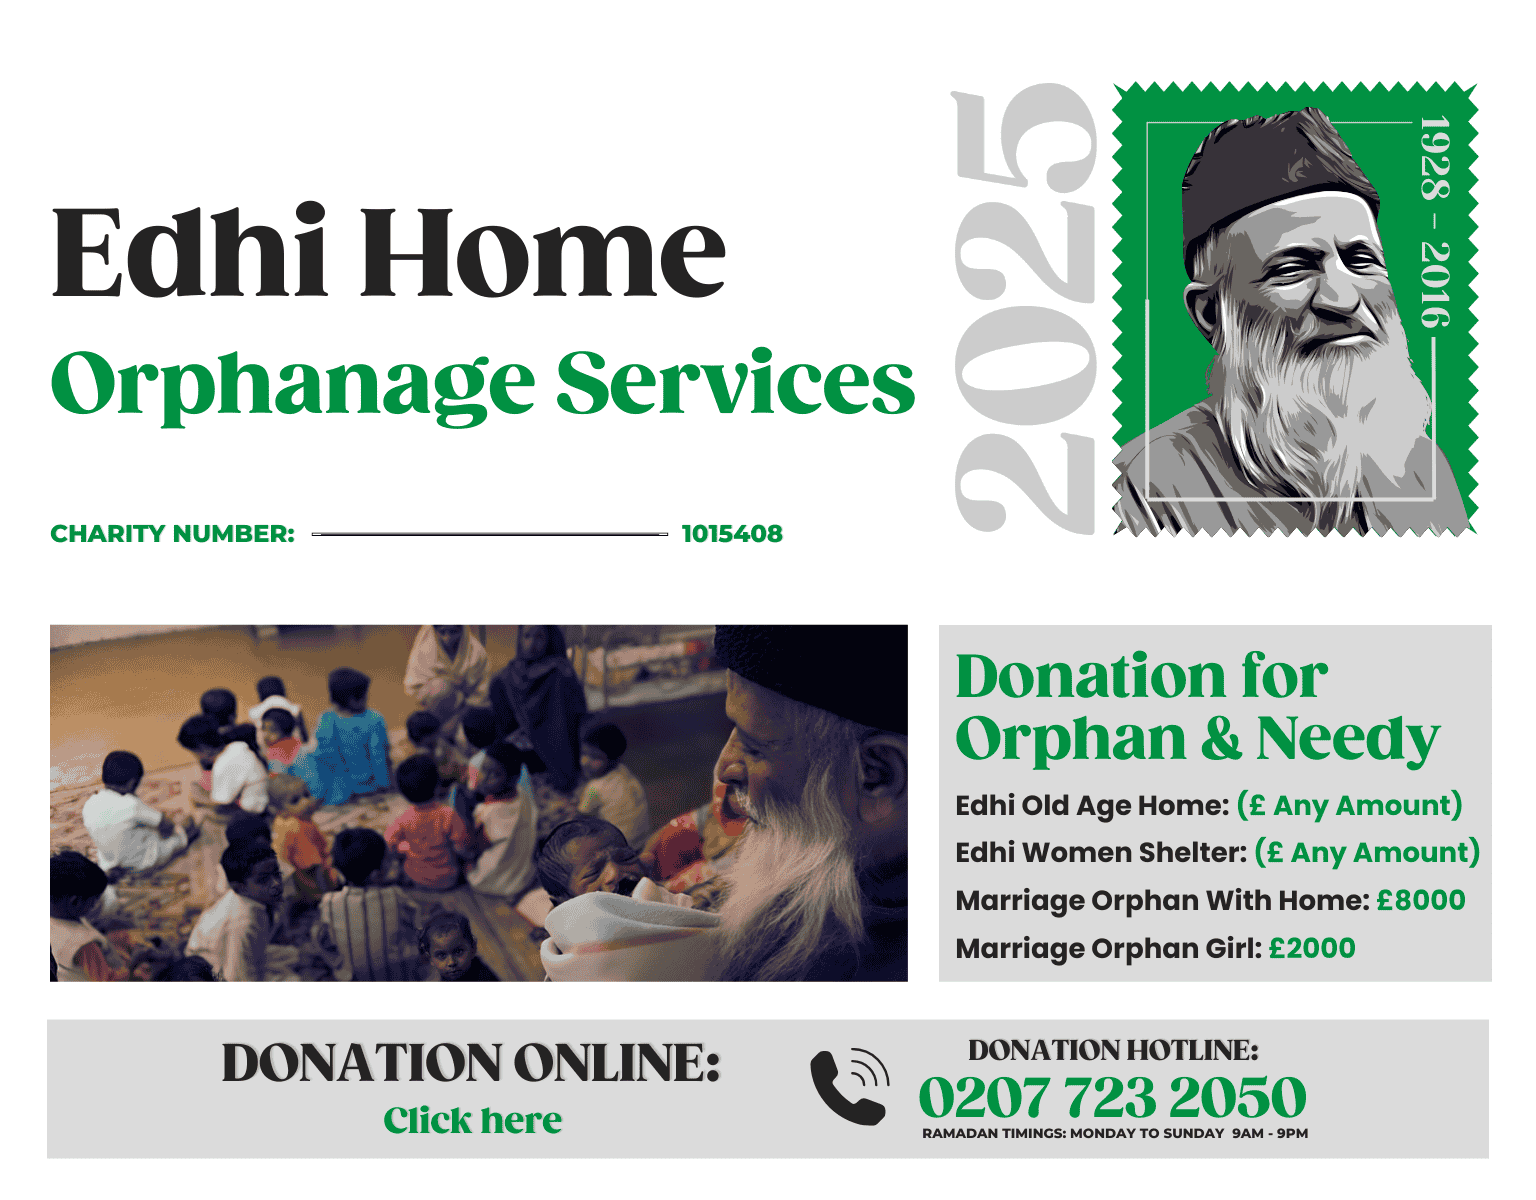 Edhi Home
Orphanage Services
CHARITY NUMBER: 1015408
2025
1928 - 2016
Donation for
Orphan & Needy
Edhi Old Age Home: (£ Any Amount)
Edhi Women Shelter: (£ Any Amount)
Marriage Orphan With Home: £8000
Marriage Orphan Girl: £2000
DONATION ONLINE:
Click here
DONATION HOTLINE:
0207 723 2050
RAMADAN TIMINGS: MONDAY TO SUNDAY 9AM - 9PM